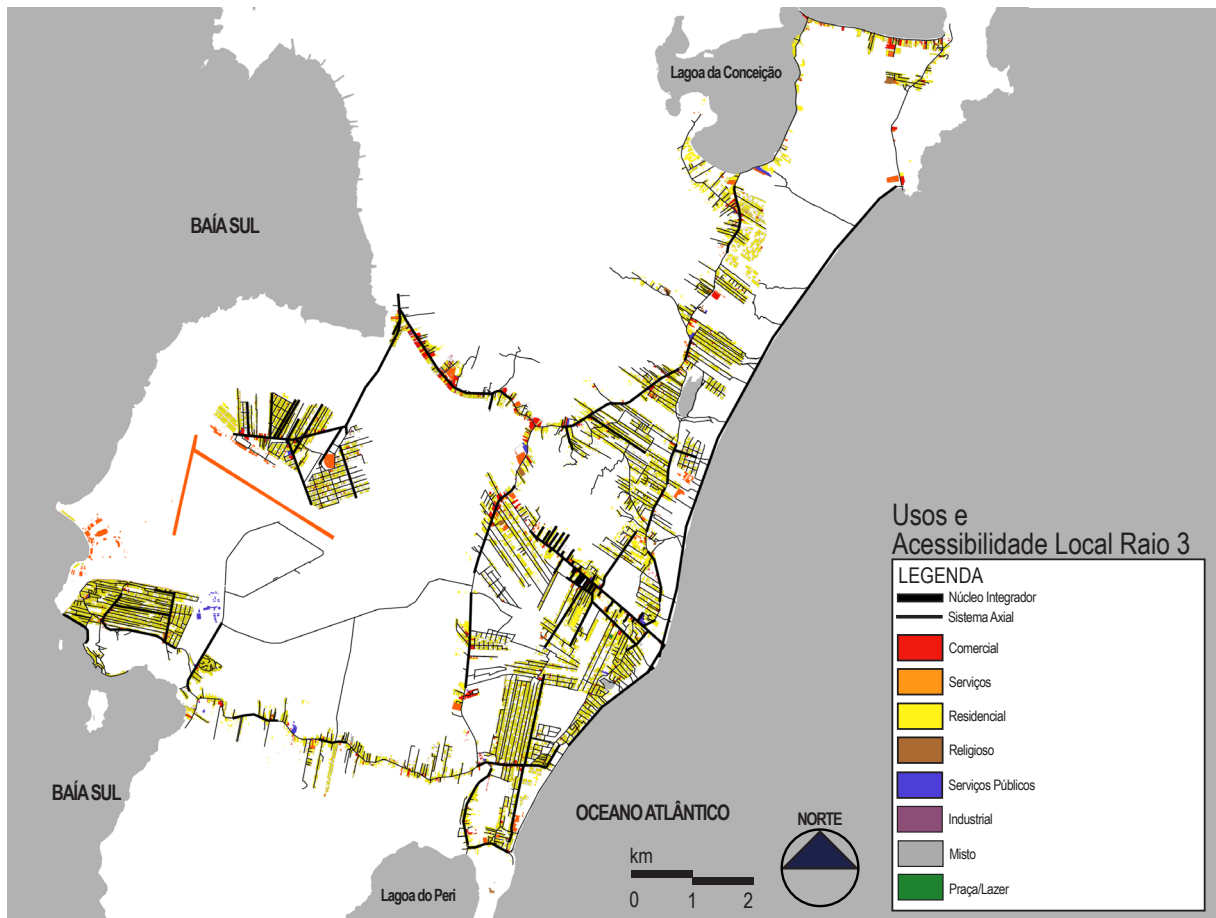 Lagoa da Conceição
BAÍA SUL
BAÍA SUL
OCEANO ATLÂNTICO
Lagoa do Peri
km
0 1 2
NORTE
Usos e
Acessibilidade Local Raio 3
LEGENDA
Núcleo Integrador
Sistema Axial
Comercial
Serviços
Residencial
Religioso
Serviços Públicos
Industrial
Misto
Praça/Lazer